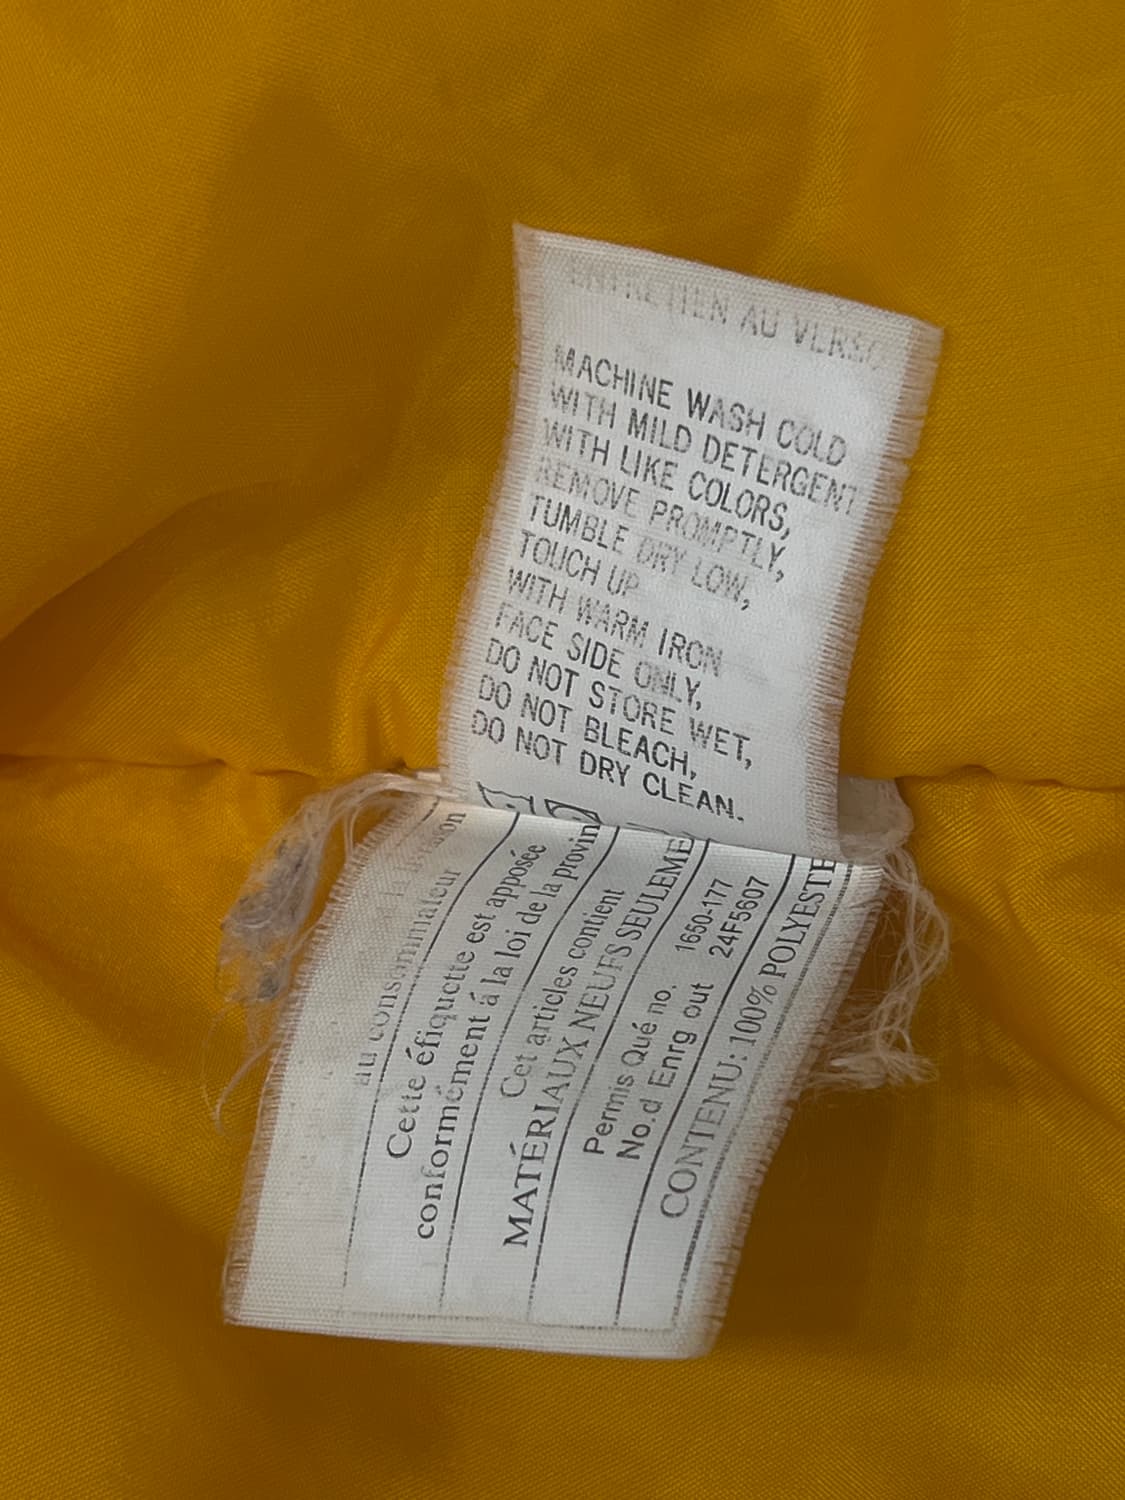 ENTRETIEN AU VERSO
MACHINE WASH COLD
WITH MILD DETERGENT
WITH LIKE COLORS,
REMOVE PROMPTLY,
TUMBLE DRY LOW,
TOUCH UP
WITH WARM IRON
FACE SIDE ONLY,
DO NOT STORE WET,
DO NOT BLEACH,
DO NOT DRY CLEAN.
au consommateur
Cette éfiquctte est apposée
conformément á la loi de la provin
Cet articles contient
MATÉRIAUX NEUFS SEULEME
Permis Qué no. 1650-177
No.d Enrg out 24F5607
CONTENU: 100% POLYESTE